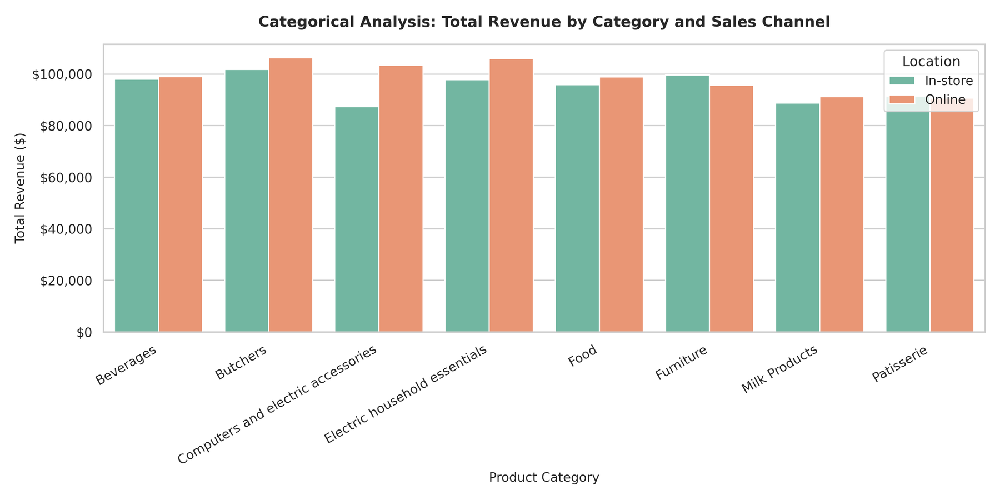 Categorical Analysis: Total Revenue by Category and Sales Channel
Total Revenue ($)
$100,000
$80,000
$60,000
$40,000
$20,000
$0
Location
In-store
Online
Beverages
Butchers
Computers and electric accessories
Electric household essentials
Food
Furniture
Milk Products
Patisserie
Product Category